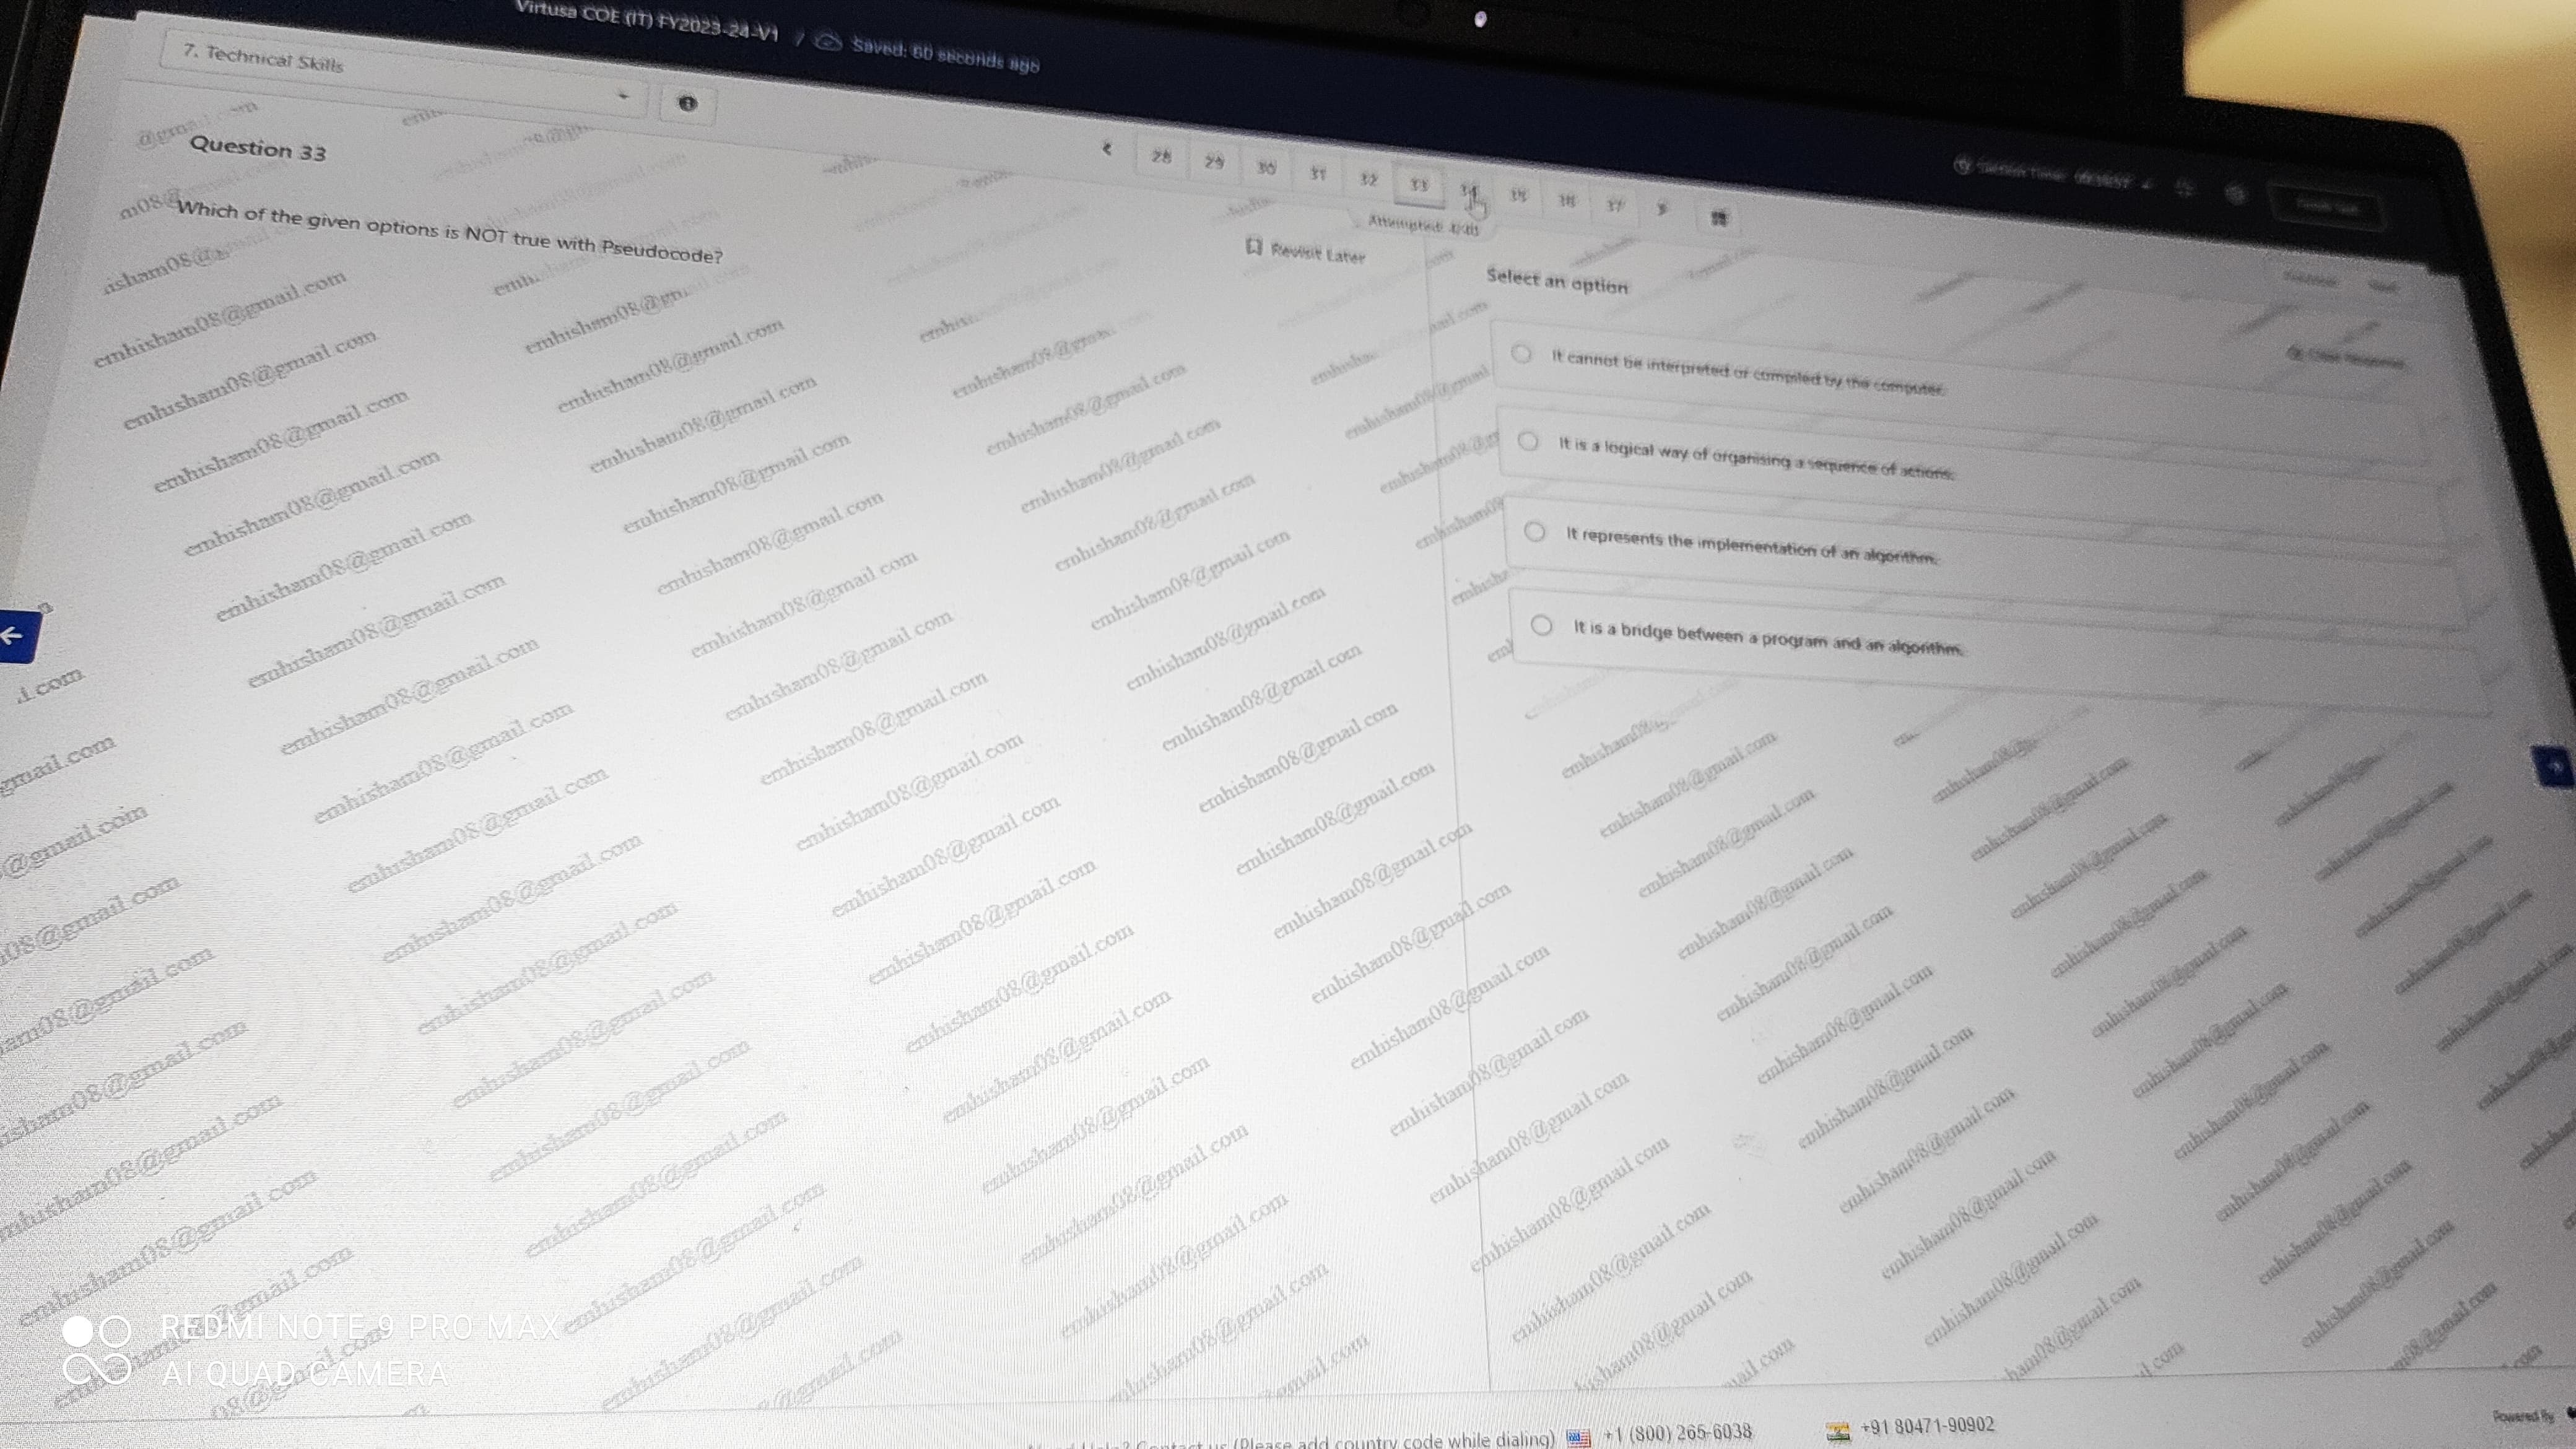 Virtusa COE (IT) FY2023-24-V1 / Saved: 60 seconds ago
7. Technical Skills
28 29 30 31 32 33 34 35 36 37
Question 33
Revisit Later
Which of the given options is NOT true with Pseudocode?
Select an option
It cannot be interpreted or compiled by the computer.
It is a logical way of organising a sequence of actions.
It represents the implementation of an algorithm.
It is a bridge between a program and an algorithm.
emhisham08@gmail.com
REDMI NOTE 9 PRO MAX
AI QUAD CAMERA
(Please add country code while dialing) +1 (800) 265-6038 +91 80471-90902
Powered By